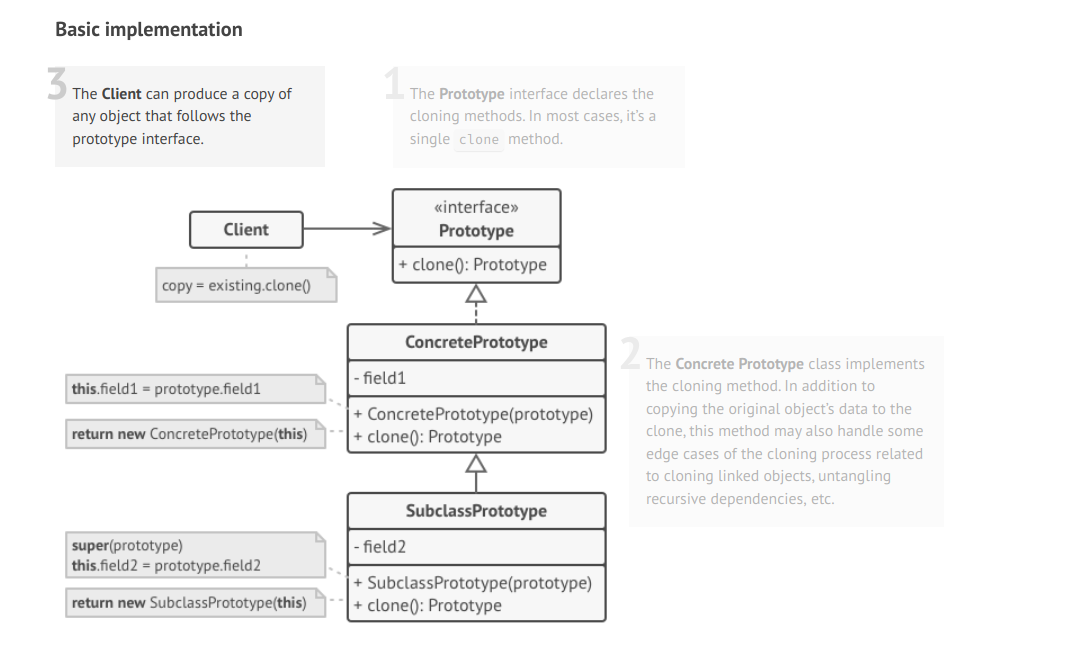 Basic implementation
3
The Client can produce a copy of
any object that follows the
prototype interface.
1
The Prototype interface declares the
cloning methods. In most cases, it's a
single clone method.
Client
copy = existing.clone()
«interface»
Prototype
+ clone(): Prototype
ConcretePrototype
- field1
+ ConcretePrototype(prototype)
+ clone(): Prototype
this.field1 = prototype.field1
return new ConcretePrototype(this)
2
The Concrete Prototype class implements
the cloning method. In addition to
copying the original object's data to the
clone, this method may also handle some
edge cases of the cloning process related
to cloning linked objects, untangling
recursive dependencies, etc.
SubclassPrototype
- field2
+ SubclassPrototype(prototype)
+ clone(): Prototype
super(prototype)
this.field2 = prototype.field2
return new SubclassPrototype(this)